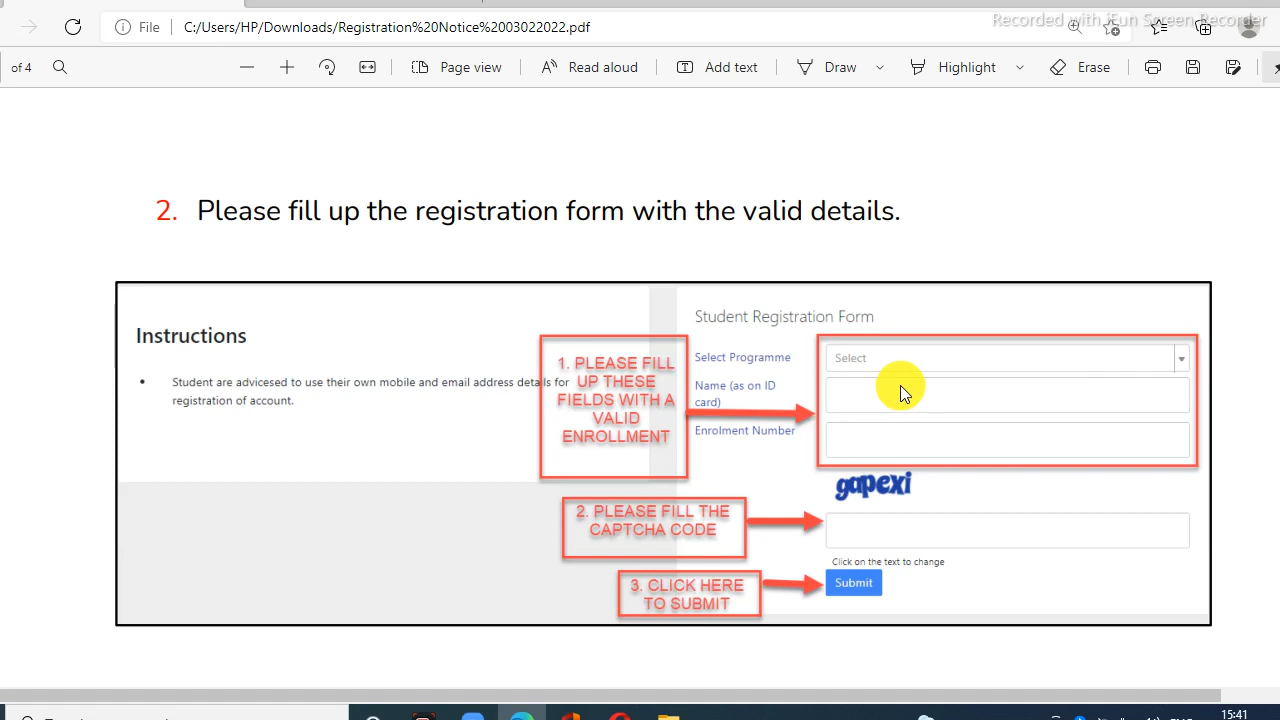 Recorded with iFun Screen Recorder
File
C:/Users/HP/Downloads/Registration%20Notice%2003022022.pdf
of 4
Page view
Read aloud
Add text
Draw
Highlight
Erase
2. Please fill up the registration form with the valid details.
Instructions
• Student are advicesed to use their own mobile and email address details for
registration of account.
1. PLEASE FILL
UP THESE
FIELDS WITH A
VALID
ENROLLMENT
Student Registration Form
Select Programme
Select
Name (as on ID
card)
Enrolment Number
gapexi
2. PLEASE FILL THE
CAPTCHA CODE
Click on the text to change
3. CLICK HERE
TO SUBMIT
Submit
15:41